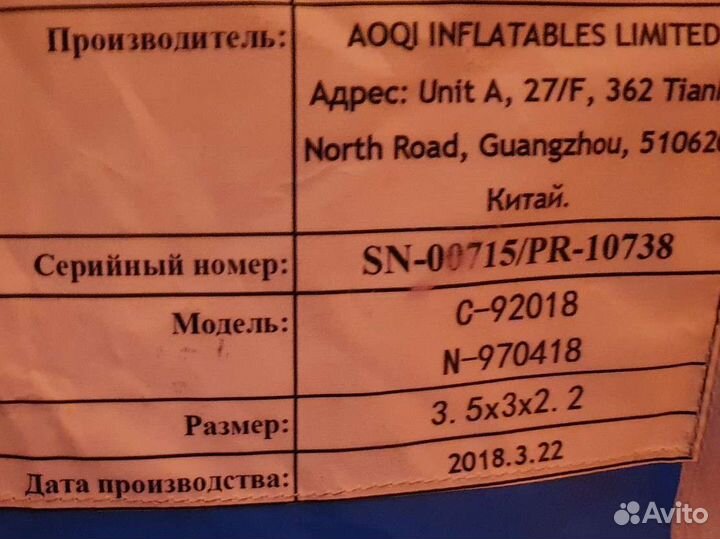 Производитель: AOQI INFLATABLES LIMITED
Адрес: Unit A, 27/F, 362
North Road, Guangzhou,
Китай.
Серийный номер: SN-00715/PR-10738
Модель: C-92018
N-970418
Размер: 3.5x3x2.2
Дата производства: 2018.3.22
Avito